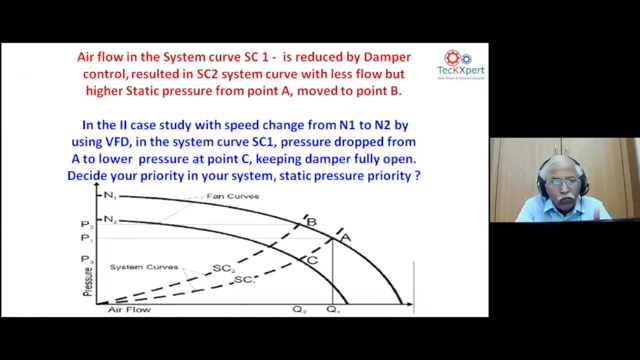 Air flow in the System curve SC 1 - is reduced by Damper
control, resulted in SC2 system curve with less flow but
higher Static pressure from point A, moved to point B.
TeckXpert
In the II case study with speed change from N1 to N2 by
using VFD, in the system curve SC1, pressure dropped from
A to lower pressure at point C, keeping damper fully open.
Decide your priority in your system, static pressure priority ?
N₁
Fan Curves
N₂
B
P₂
A
P₁
C
P₃
SC₂
System Curves
SC₁
Pressure
Air Flow
Q₂
Q₁